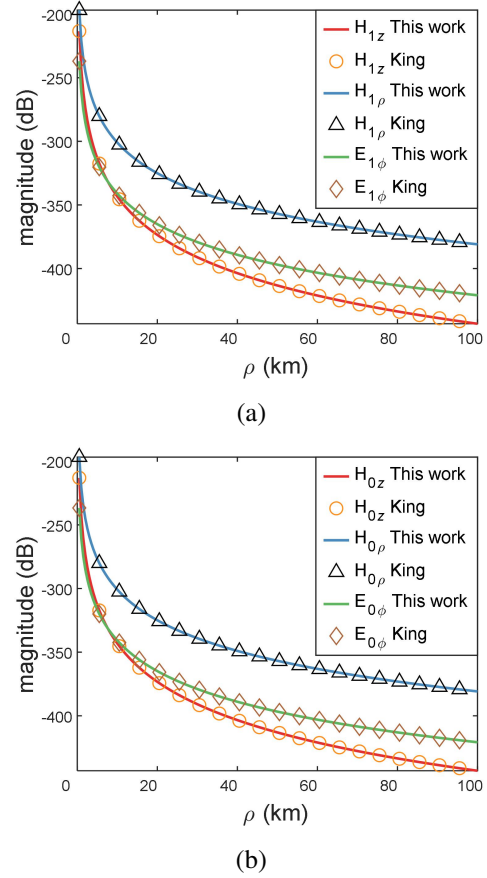 -200
-250
-300
-350
-400
magnitude (dB)
H1z This work
H1z King
H1ρ This work
H1ρ King
E1ϕ This work
E1ϕ King
0 20 40 60 80 100
ρ (km)
(a)
-200
-250
-300
-350
-400
magnitude (dB)
H0z This work
H0z King
H0ρ This work
H0ρ King
E0ϕ This work
E0ϕ King
0 20 40 60 80 100
ρ (km)
(b)